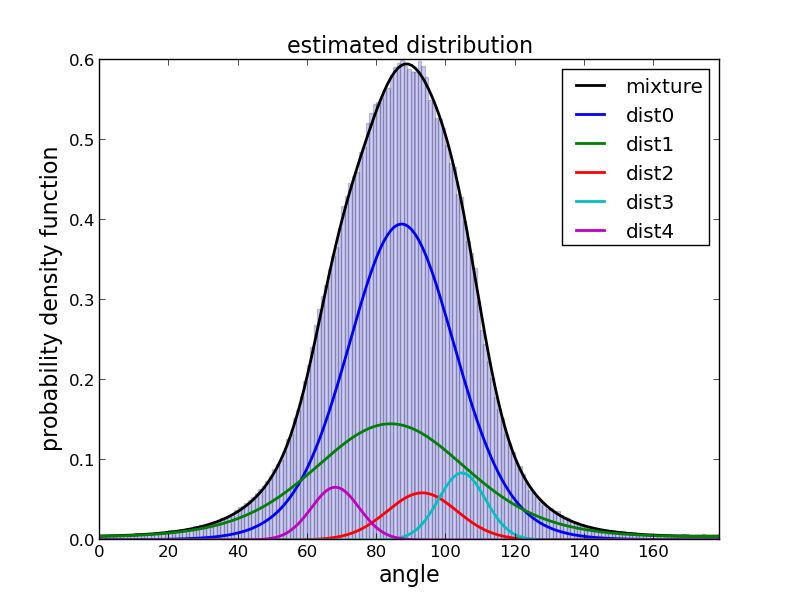 estimated distribution
probability density function
0.6
0.5
0.4
0.3
0.2
0.1
0.0
mixture
dist0
dist1
dist2
dist3
dist4
0 20 40 60 80 100 120 140 160
angle